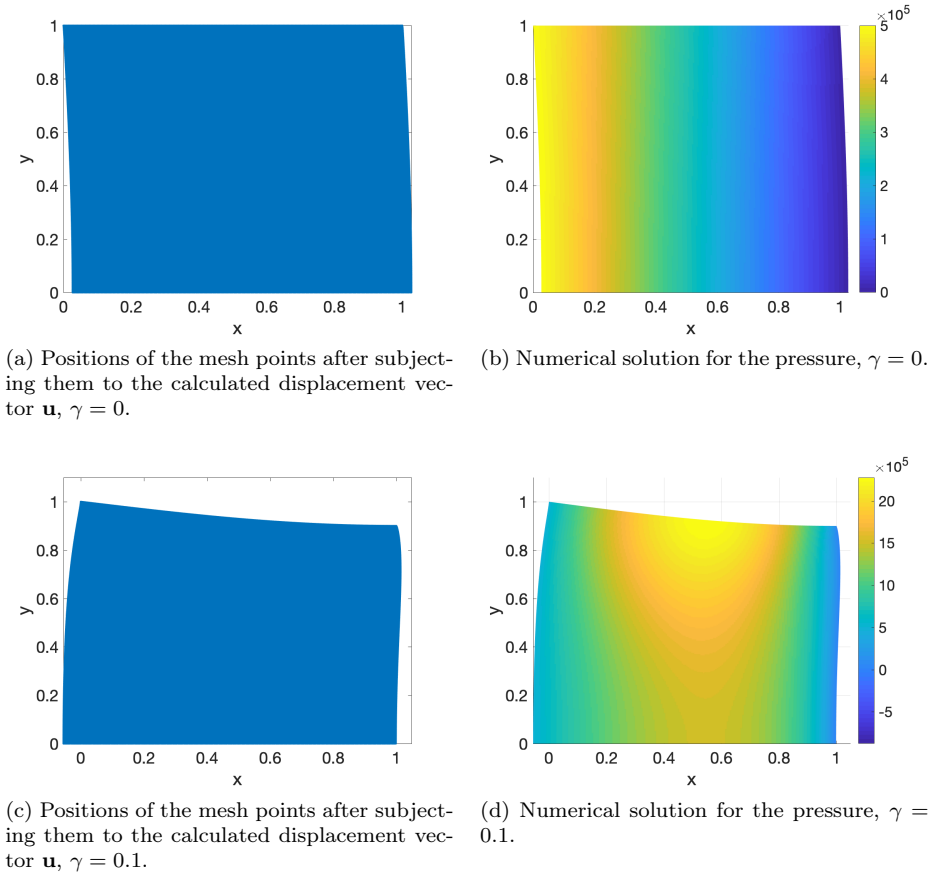 1
0.8
0.6
0.4
0.2
0
y
0 0.2 0.4 0.6 0.8 1
x
×10⁵
1
0.8
0.6
0.4
0.2
0
y
0 0.2 0.4 0.6 0.8 1
x
5
4
3
2
1
0
(a) Positions of the mesh points after subject-
ing them to the calculated displacement vec-
tor u, γ = 0.
(b) Numerical solution for the pressure, γ = 0.
1
0.8
0.6
0.4
0.2
0
y
0 0.2 0.4 0.6 0.8 1
x
×10⁵
1
0.8
0.6
0.4
0.2
0
y
0 0.2 0.4 0.6 0.8 1
x
20
15
10
5
0
-5
(c) Positions of the mesh points after subject-
ing them to the calculated displacement vec-
tor u, γ = 0.1.
(d) Numerical solution for the pressure, γ =
0.1.